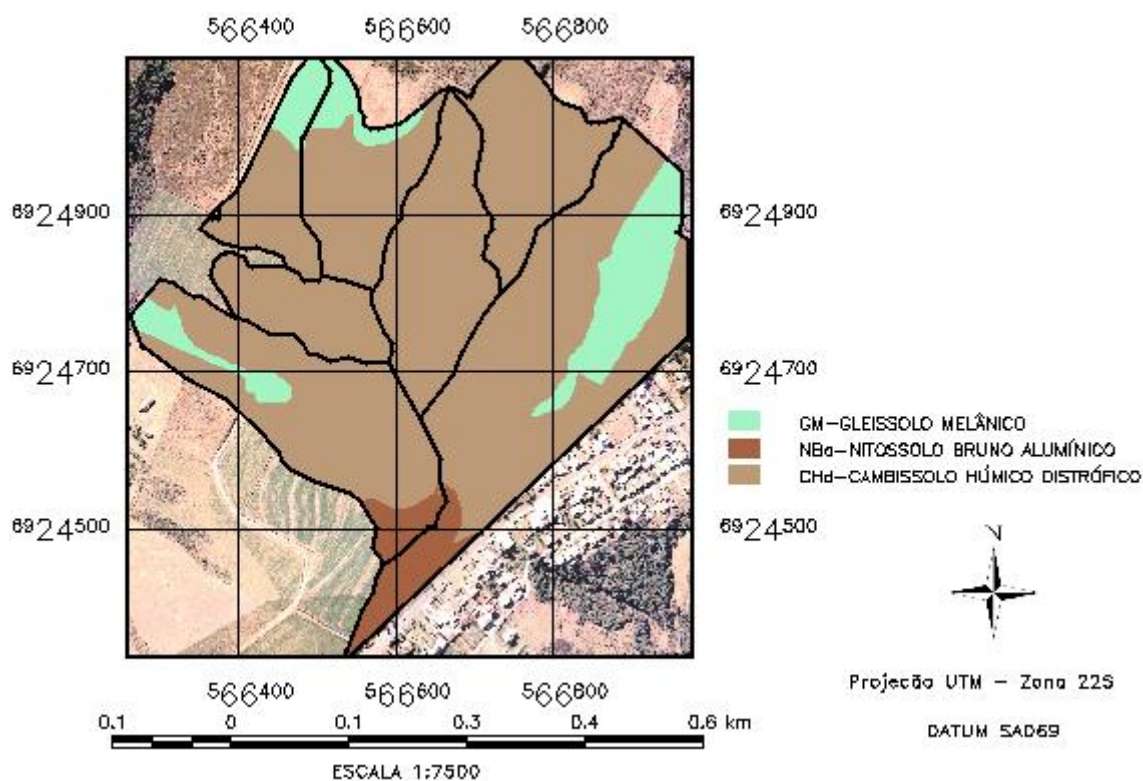 566400 566600 566800
6924900 6924900
6924700 6924700
GM-GLEISSOLO MELÂNICO
NBa-NITOSSOLO BRUNO ALUMÍNICO
CHd-CAMBISSOLO HÚMICO DISTRÓFICO
6924500 6924500
N
566400 566600 566800
Projecão UTM - Zona 22S
0.1 0 0.1 0.3 0.4 0.6 km
DATUM SAD69
ESCALA 1:7500